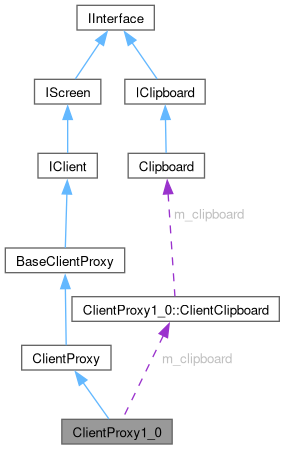 IInterface
IScreen
IClipboard
IClient
Clipboard
m_clipboard
BaseClientProxy
ClientProxy1_0::ClientClipboard
ClientProxy
m_clipboard
ClientProxy1_0